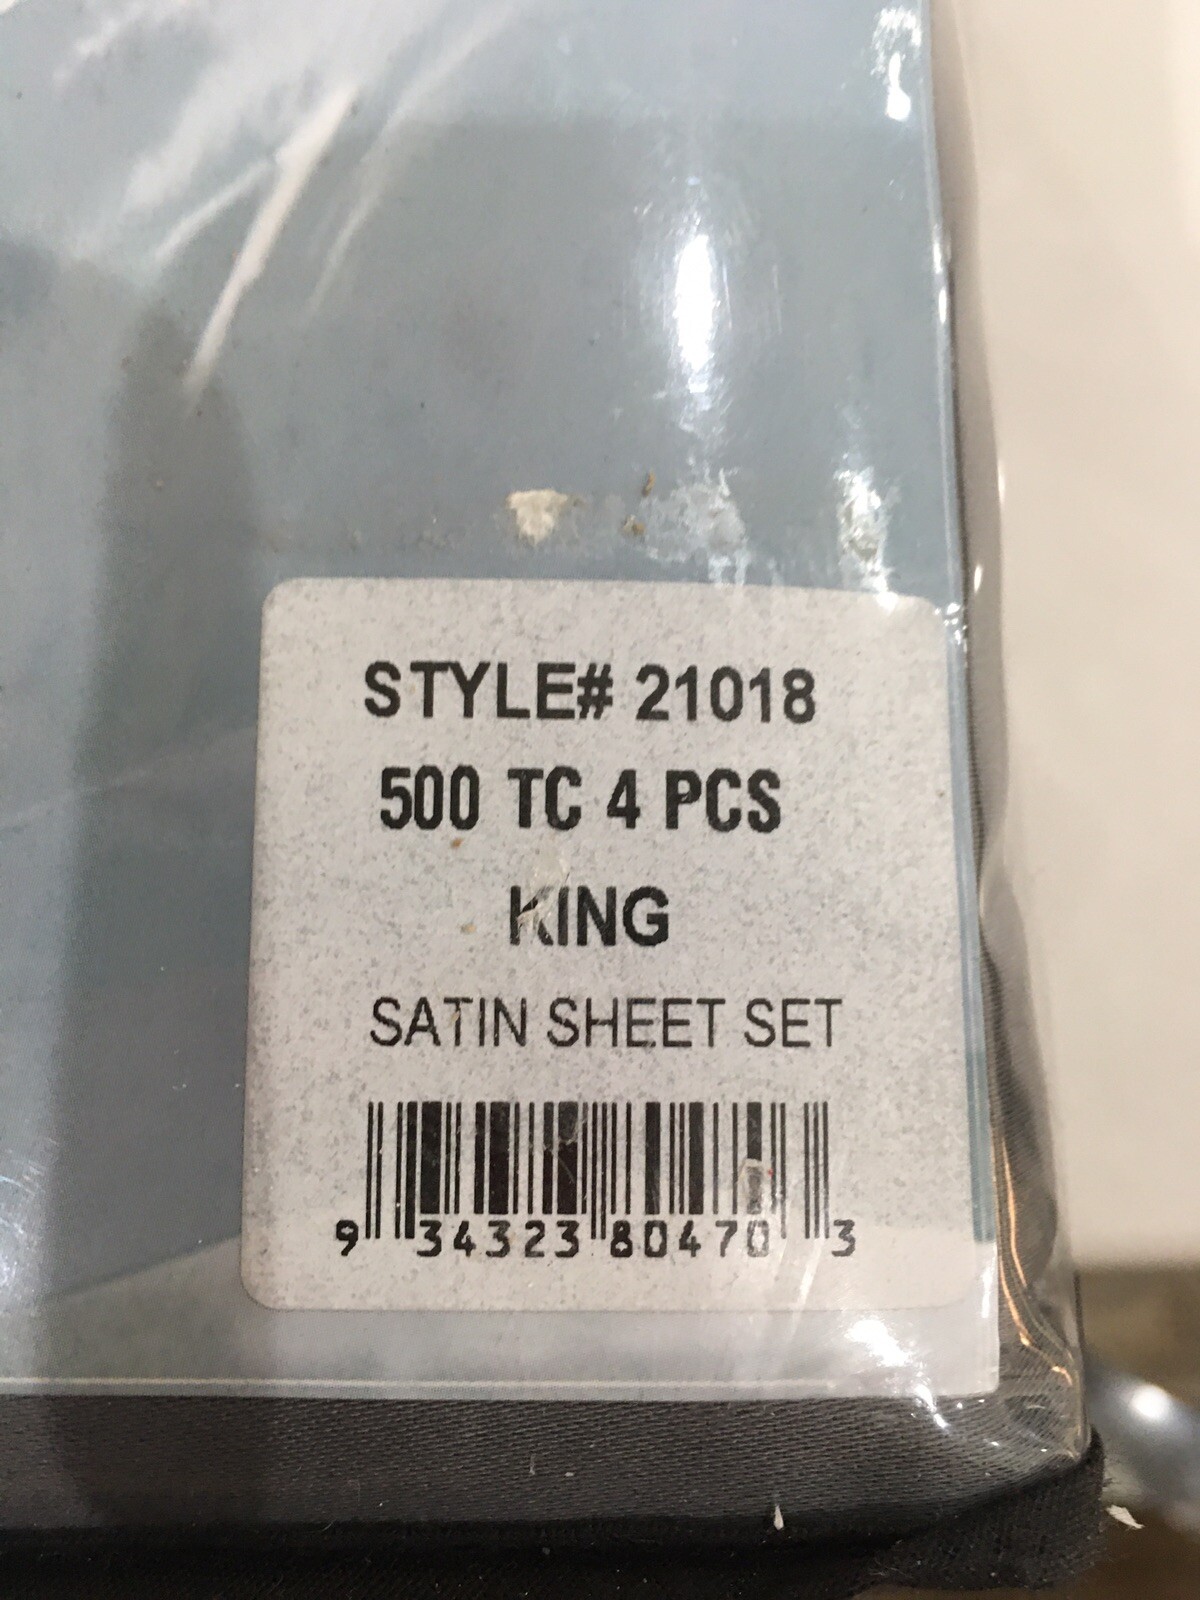 STYLE# 21018
500 TC 4 PCS
KING
SATIN SHEET SET
9 34323 80470 3